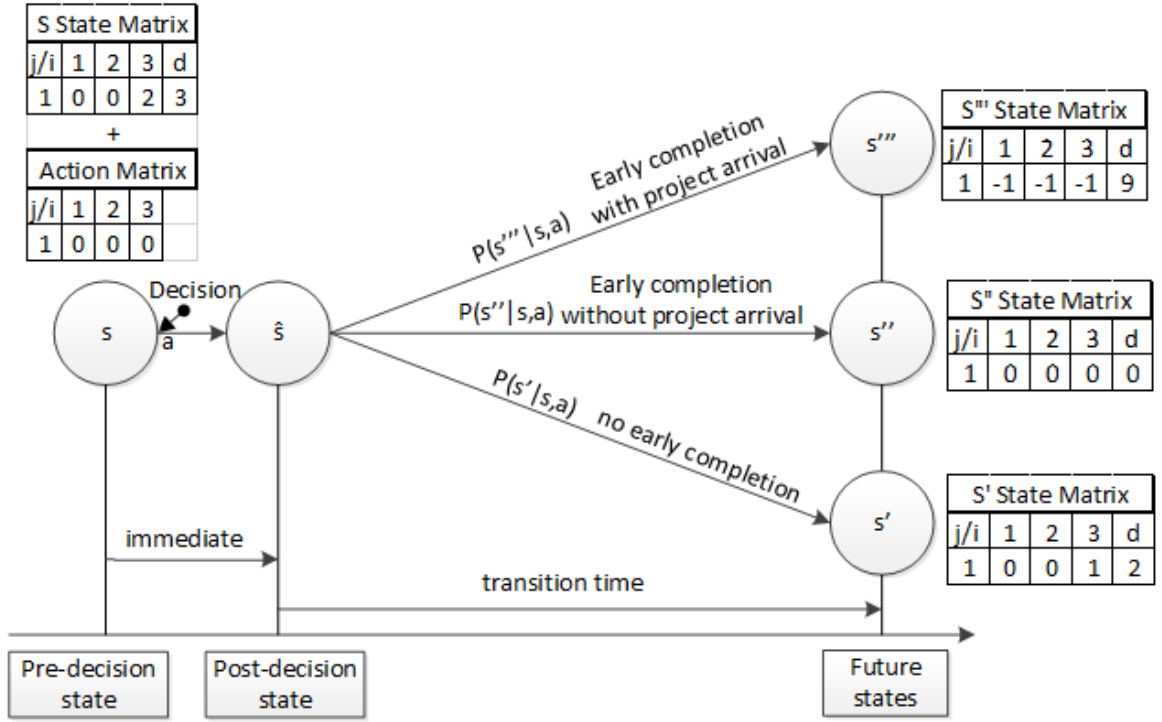 S State Matrix
j/i 1 2 3 d
1 0 0 2 3
+
Action Matrix
j/i 1 2 3
1 0 0 0
Decision
s
a
ŝ
Early completion
P(s'''|s,a) with project arrival
s'''
S''' State Matrix
j/i 1 2 3 d
1 -1 -1 -1 9
Early completion
P(s''|s,a) without project arrival
s''
S'' State Matrix
j/i 1 2 3 d
1 0 0 0 0
P(s'|s,a) no early completion
s'
S' State Matrix
j/i 1 2 3 d
1 0 0 1 2
immediate
transition time
Pre-decision
state
Post-decision
state
Future
states